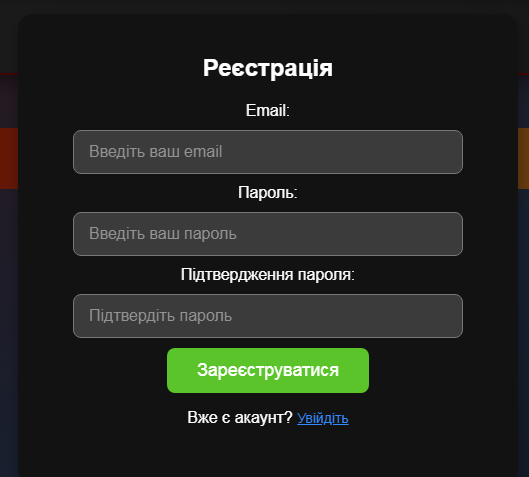 Реєстрація
Email:
Введіть ваш email
Пароль:
Введіть ваш пароль
Підтвердження пароля:
Підтвердіть пароль
Зареєструватися
Вже є акаунт? Увійдіть